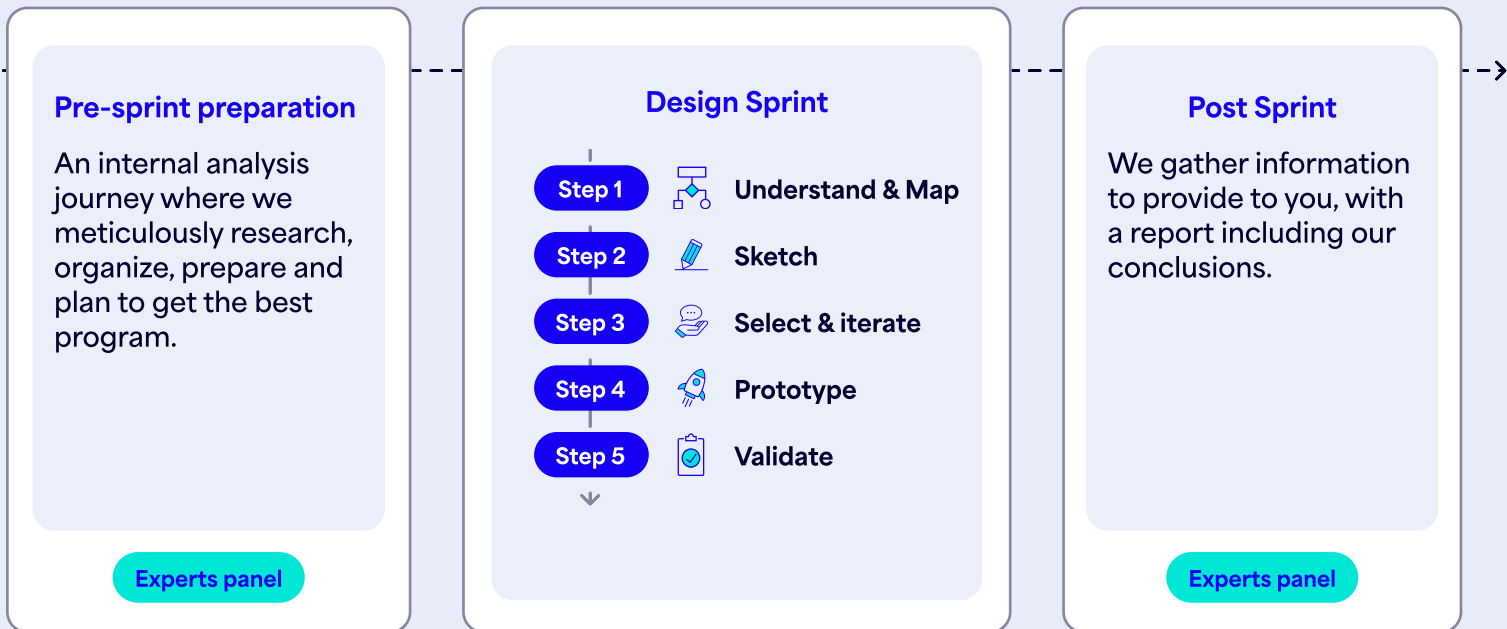 Pre-sprint preparation
An internal analysis
journey where we
meticulously research,
organize, prepare and
plan to get the best
program.
Experts panel
Design Sprint
Step 1 Understand & Map
Step 2 Sketch
Step 3 Select & iterate
Step 4 Prototype
Step 5 Validate
Post Sprint
We gather information
to provide to you, with
a report including our
conclusions.
Experts panel